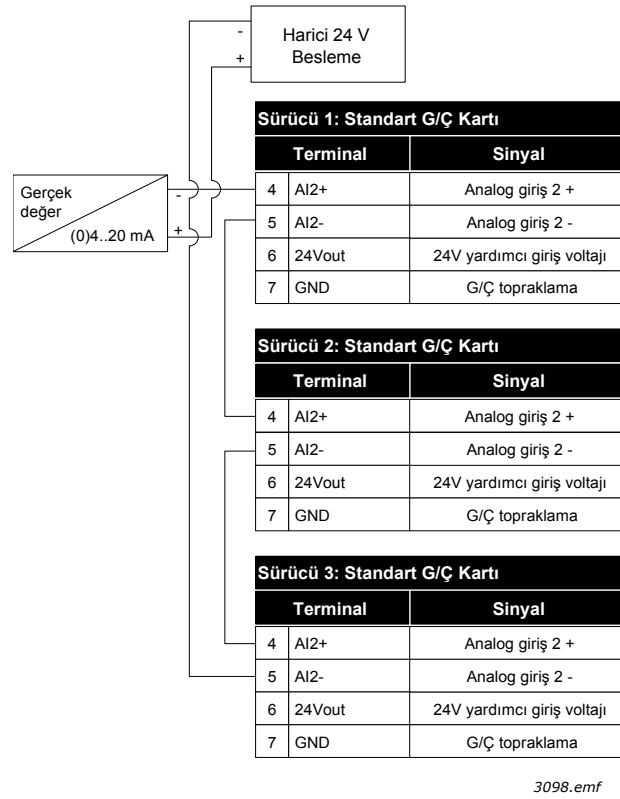 -
Harici 24 V
Besleme
+
Sürücü 1: Standart G/Ç Kartı
Terminal Sinyal
Gerçek
değer
(0)4..20 mA
-
+
4 AI2+ Analog giriş 2 +
5 AI2- Analog giriş 2 -
6 24Vout 24V yardımcı giriş voltajı
7 GND G/Ç topraklama
Sürücü 2: Standart G/Ç Kartı
Terminal Sinyal
4 AI2+ Analog giriş 2 +
5 AI2- Analog giriş 2 -
6 24Vout 24V yardımcı giriş voltajı
7 GND G/Ç topraklama
Sürücü 3: Standart G/Ç Kartı
Terminal Sinyal
4 AI2+ Analog giriş 2 +
5 AI2- Analog giriş 2 -
6 24Vout 24V yardımcı giriş voltajı
7 GND G/Ç topraklama
3098.emf